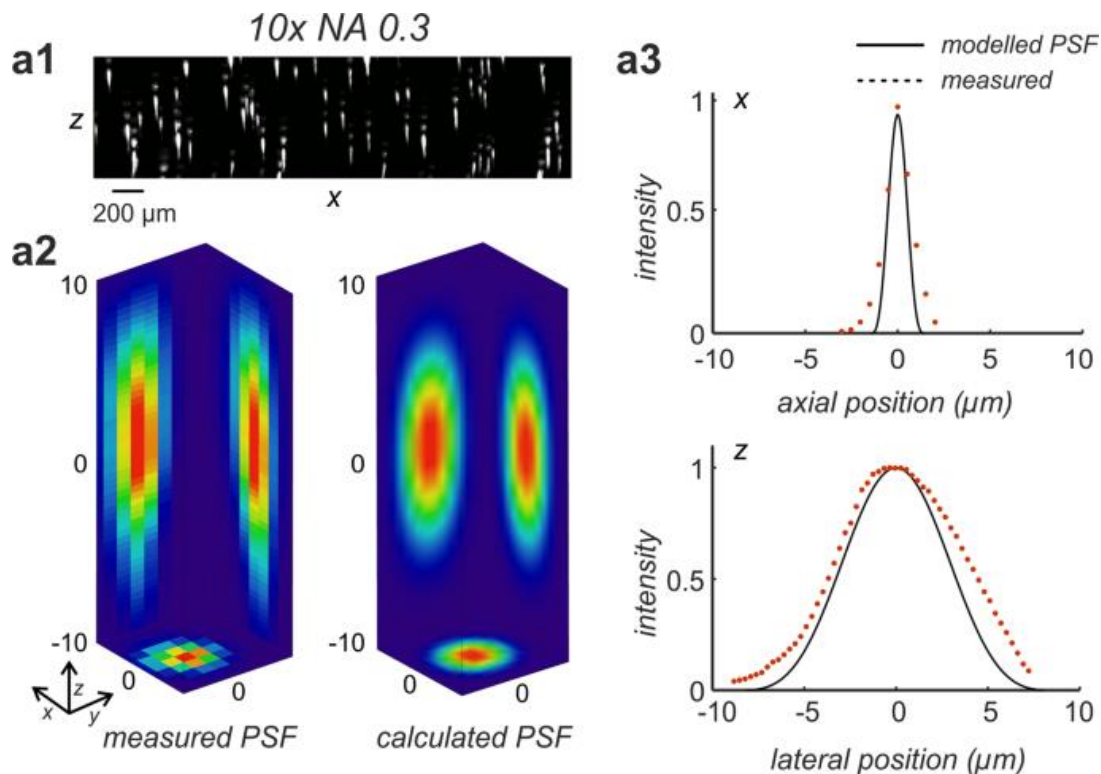 10x NA 0.3
a1
z
x
200 µm
a2
10
0
-10
0
0
z
x
y
measured PSF
10
0
-10
0
0
calculated PSF
a3
modelled PSF
measured
x
1
0.5
0
intensity
-10
-5
0
5
10
axial position (µm)
z
1
0.5
0
intensity
-10
-5
0
5
10
lateral position (µm)